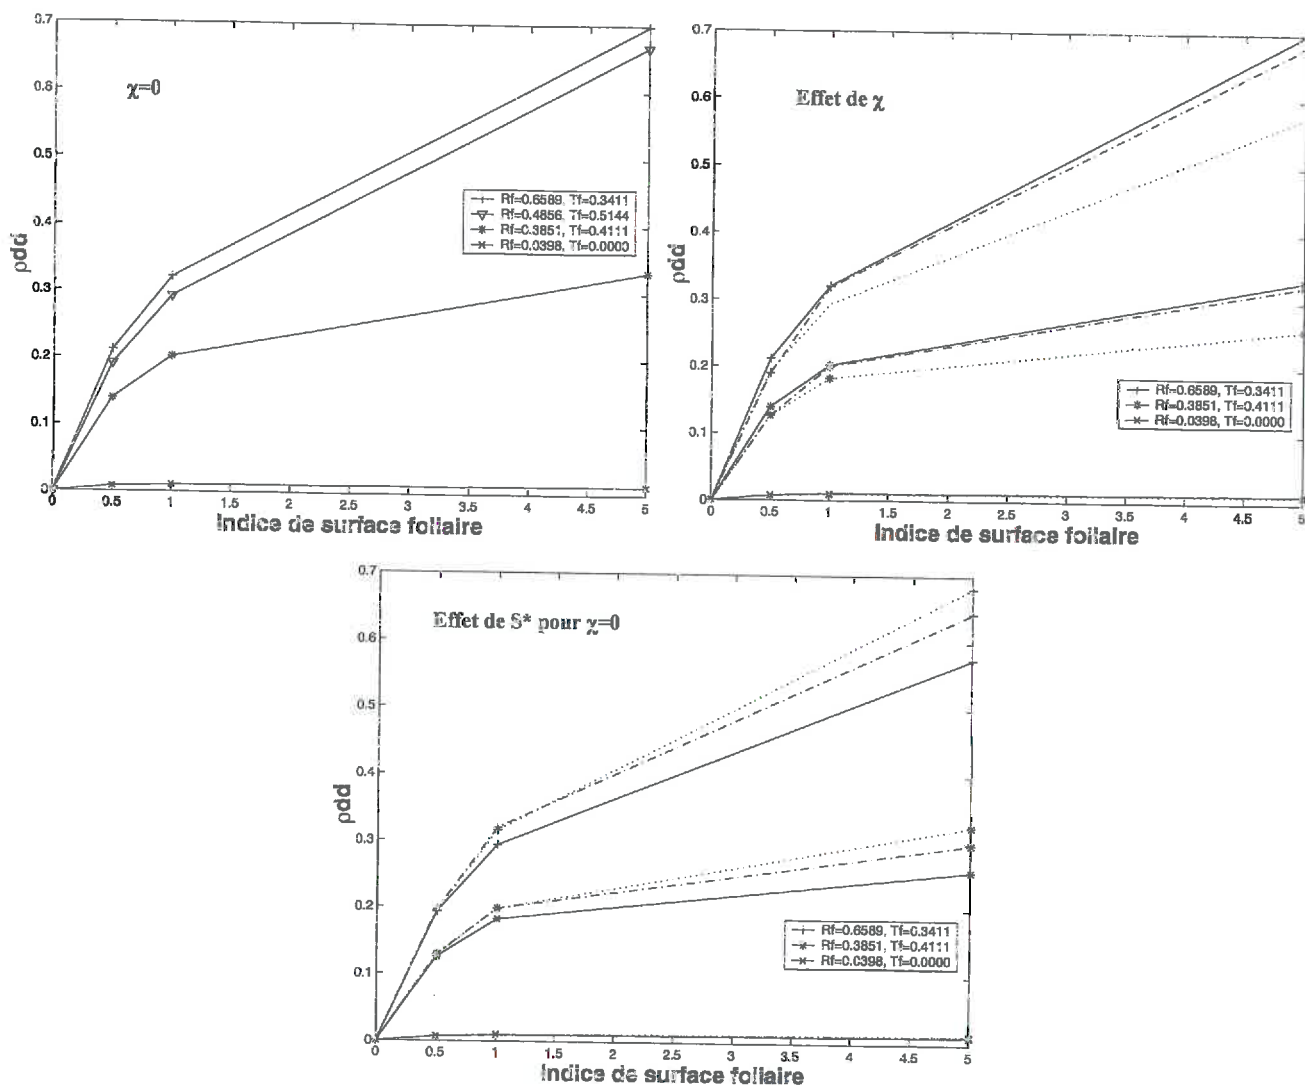 0.7
0.6
0.5
0.4
0.3
0.2
0.1
0
ρdd
χ=0
Rf=0.6589, Tf=0.3411
Rf=0.4856, Tf=0.5144
Rf=0.3851, Tf=0.4111
Rf=0.0398, Tf=0.0000
0 0.5 1 1.5 2 2.5 3 3.5 4 4.5 5
Indice de surface foliaire
0.7
0.6
0.5
0.4
0.3
0.2
0.1
0
ρdd
Effet de χ
Rf=0.6589, Tf=0.3411
Rf=0.3851, Tf=0.4111
Rf=0.0398, Tf=0.0000
0 0.5 1 1.5 2 2.5 3 3.5 4 4.5 5
Indice de surface foliaire
0.7
0.6
0.5
0.4
0.3
0.2
0.1
0
ρdd
Effet de S* pour χ=0
Rf=0.6589, Tf=0.3411
Rf=0.3851, Tf=0.4111
Rf=0.0398, Tf=0.0000
0 0.5 1 1.5 2 2.5 3 3.5 4 4.5 5
Indice de surface foliaire